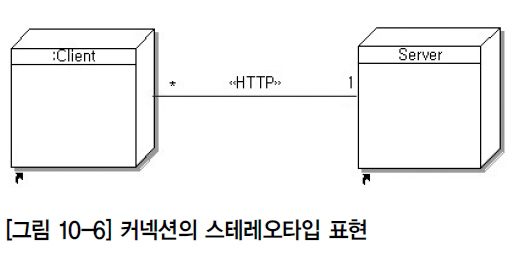 :Client
Server
* «HTTP» 1
[그림 10-6] 커넥션의 스테레오타입 표현